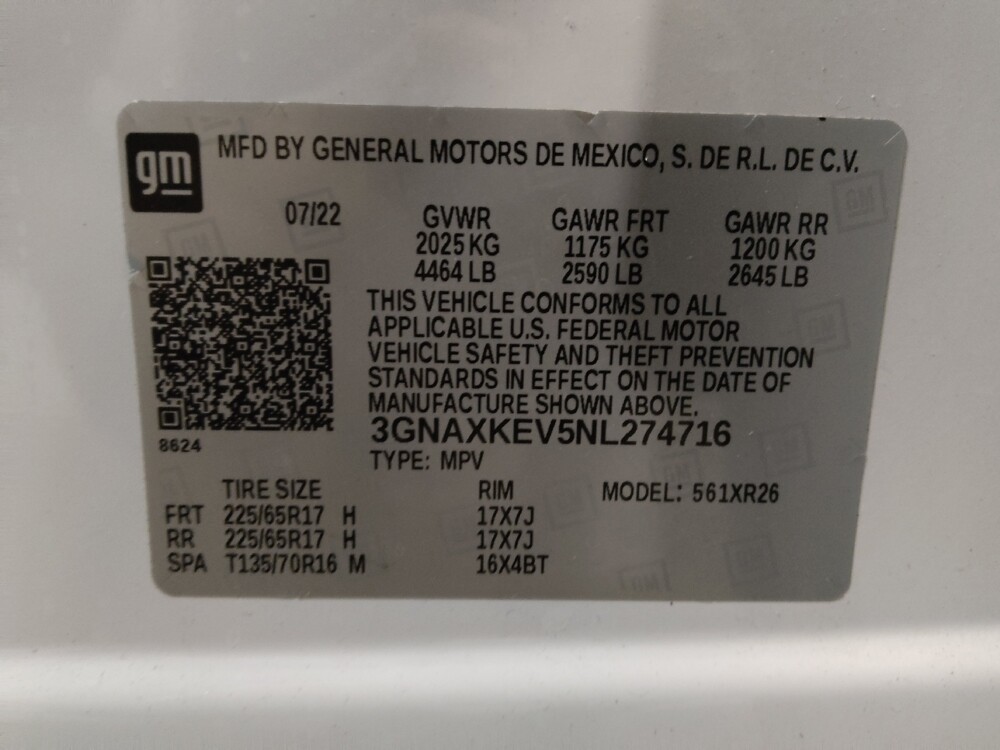 gm MFD BY GENERAL MOTORS DE MEXICO, S. DE R.L. DE C.V.
07/22 GVWR GAWR FRT GAWR RR
2025 KG 1175 KG 1200 KG
4464 LB 2590 LB 2645 LB
THIS VEHICLE CONFORMS TO ALL
APPLICABLE U.S. FEDERAL MOTOR
VEHICLE SAFETY AND THEFT PREVENTION
STANDARDS IN EFFECT ON THE DATE OF
MANUFACTURE SHOWN ABOVE.
8624 3GNAXKEV5NL274716
TYPE: MPV
TIRE SIZE RIM MODEL: 561XR26
FRT 225/65R17 H 17X7J
RR 225/65R17 H 17X7J
SPA T135/70R16 M 16X4BT